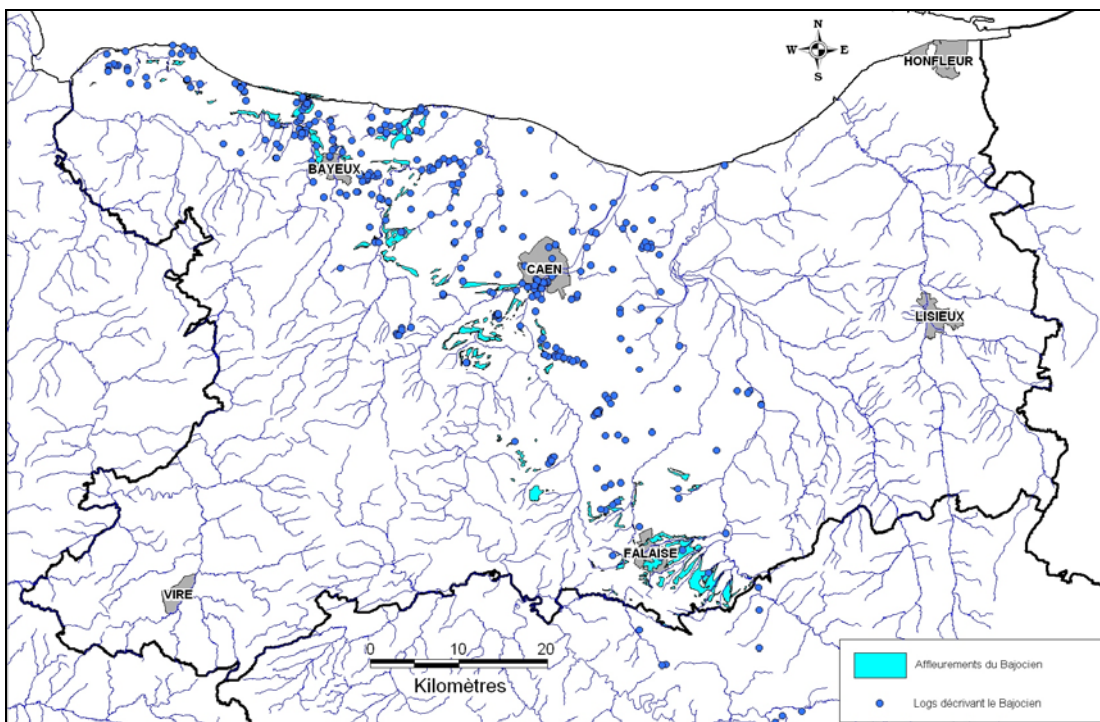 N
W E
S
HONFLEUR
BAYEUX
CAEN
LISIEUX
FALAISE
VIRE
0 10 20
Kilomètres
Affleurements du Bajocien
Logs décrivant le Bajocien